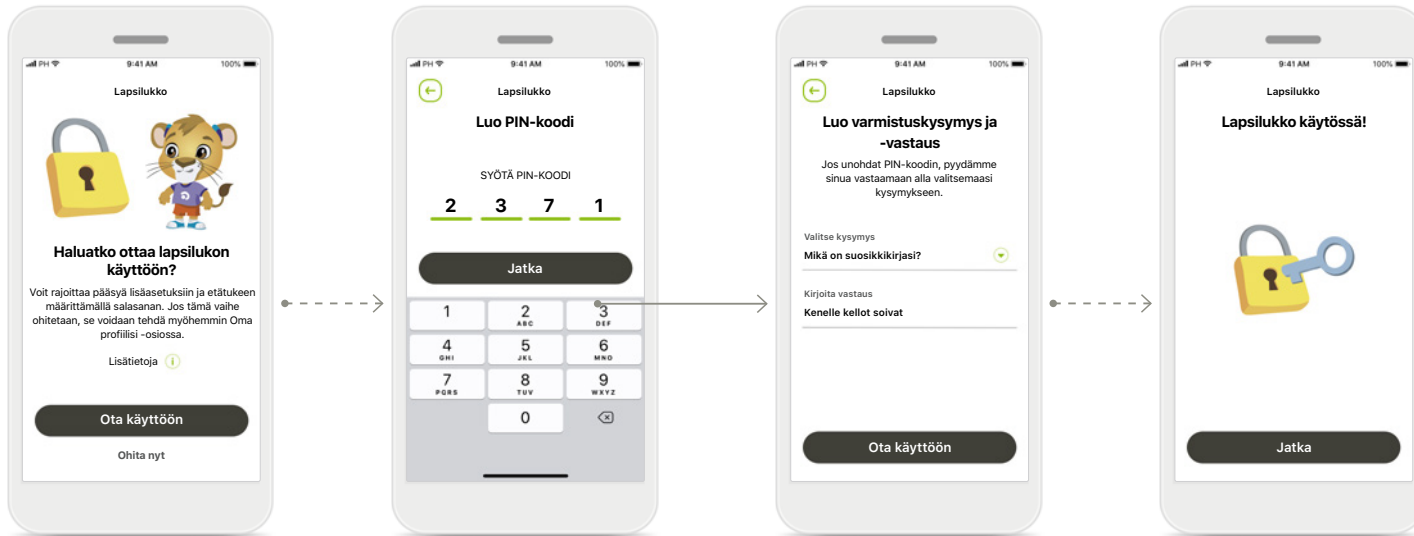 PH
9:41 AM
100%
Lapsilukko
Haluatko ottaa lapsilukon
käyttöön?
Voit rajoittaa pääsyä lisäasetuksiin ja etätukeen
määrittämällä salasanan. Jos tämä vaihe
ohitetaan, se voidaan tehdä myöhemmin Oma
profiilisi -osiossa.
Lisätietoja i
Ota käyttöön
Ohita nyt
PH
9:41 AM
100%
Lapsilukko
Luo PIN-koodi
SYÖTÄ PIN-KOODI
2 3 7 1
Jatka
1 2 3
ABC DEF
4 5 6
GHI JKL MNO
7 8 9
PQRS TUV WXYZ
0
PH
9:41 AM
100%
Lapsilukko
Luo varmistuskysymys ja
-vastaus
Jos unohdat PIN-koodin, pyydämme
sinua vastaamaan alla valitsemaasi
kysymykseen.
Valitse kysymys
Mikä on suosikkikirjasi?
Kirjoita vastaus
Kenelle kellot soivat
Ota käyttöön
PH
9:41 AM
100%
Lapsilukko
Lapsilukko käytössä!
Jatka